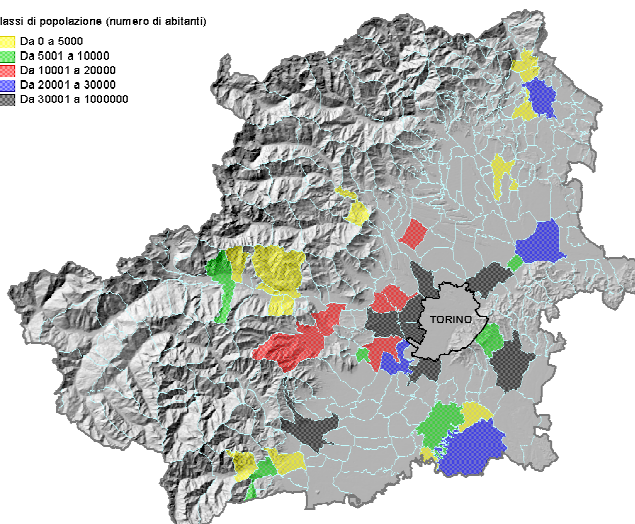 lassi di popolazione (numero di abitanti)
Da 0 a 5000
Da 5001 a 10000
Da 10001 a 20000
Da 20001 a 30000
Da 30001 a 1000000
TORINO